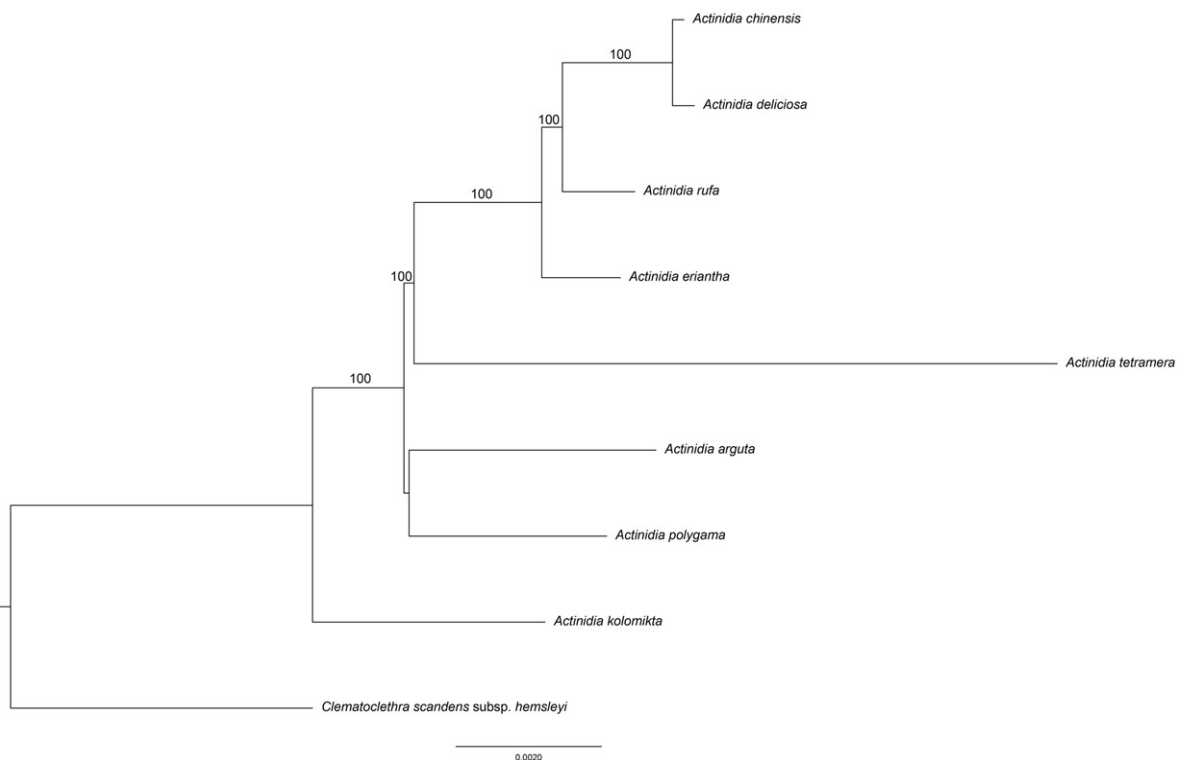 Actinidia chinensis
100
Actinidia deliciosa
100
Actinidia rufa
100
Actinidia eriantha
100
Actinidia tetramera
100
Actinidia arguta
Actinidia polygama
Actinidia kolomikta
Clematoclethra scandens subsp. hemsleyi
0.0020